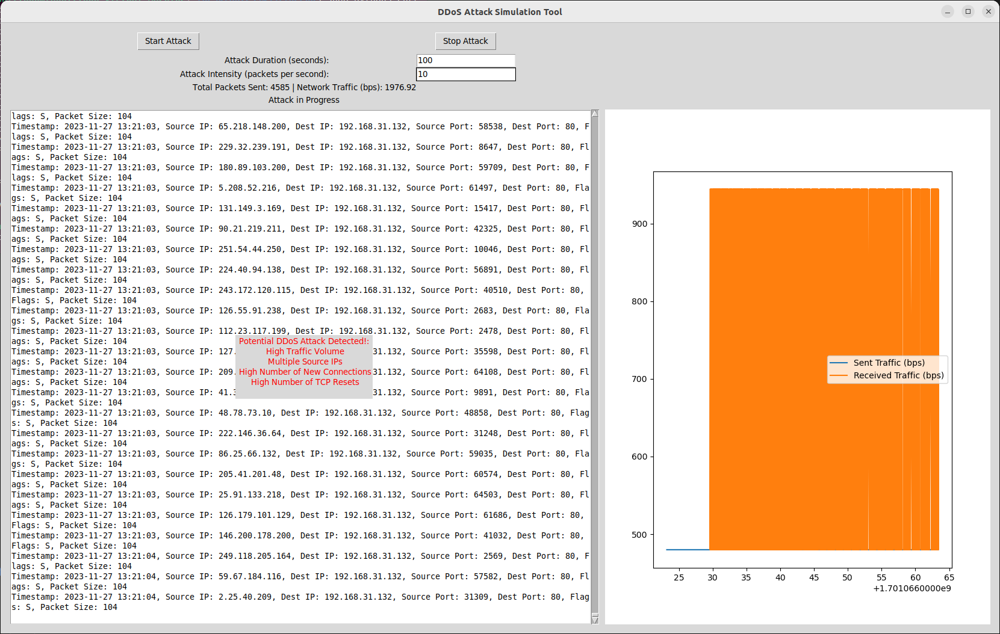 DDoS Attack Simulation Tool
Start Attack
Stop Attack
Attack Duration (seconds):
100
Attack Intensity (packets per second):
10
Total Packets Sent: 4585 | Network Traffic (bps): 1976.92
Attack in Progress
lags: S, Packet Size: 104
Timestamp: 2023-11-27 13:21:03, Source IP: 65.218.148.200, Dest IP: 192.168.31.132, Source Port: 58538, Dest Port: 80, F
lags: S, Packet Size: 104
Timestamp: 2023-11-27 13:21:03, Source IP: 229.32.239.191, Dest IP: 192.168.31.132, Source Port: 8647, Dest Port: 80, Fl
ags: S, Packet Size: 104
Timestamp: 2023-11-27 13:21:03, Source IP: 180.89.103.200, Dest IP: 192.168.31.132, Source Port: 59709, Dest Port: 80, F
lags: S, Packet Size: 104
Timestamp: 2023-11-27 13:21:03, Source IP: 5.208.52.216, Dest IP: 192.168.31.132, Source Port: 61497, Dest Port: 80, Fla
gs: S, Packet Size: 104
Timestamp: 2023-11-27 13:21:03, Source IP: 131.149.3.169, Dest IP: 192.168.31.132, Source Port: 15417, Dest Port: 80, Fl
ags: S, Packet Size: 104
Timestamp: 2023-11-27 13:21:03, Source IP: 90.21.219.211, Dest IP: 192.168.31.132, Source Port: 42325, Dest Port: 80, Fl
ags: S, Packet Size: 104
Timestamp: 2023-11-27 13:21:03, Source IP: 251.54.44.250, Dest IP: 192.168.31.132, Source Port: 10046, Dest Port: 80, Fl
ags: S, Packet Size: 104
Timestamp: 2023-11-27 13:21:03, Source IP: 224.40.94.138, Dest IP: 192.168.31.132, Source Port: 56891, Dest Port: 80, Fl
ags: S, Packet Size: 104
Timestamp: 2023-11-27 13:21:03, Source IP: 243.172.120.115, Dest IP: 192.168.31.132, Source Port: 40510, Dest Port: 80,
Flags: S, Packet Size: 104
Timestamp: 2023-11-27 13:21:03, Source IP: 126.55.91.238, Dest IP: 192.168.31.132, Source Port: 2683, Dest Port: 80, Fla
gs: S, Packet Size: 104
Timestamp: 2023-11-27 13:21:03, Source IP: 112.23.117.199, Dest IP: 192.168.31.132, Source Port: 2478, Dest Port: 80, Fl
ags: S, Packet Size: 104
Timestamp: 2023-11-27 13:21:03, Source IP: 127. 31.132, Source Port: 35598, Dest Port: 80, Fl
ags: S, Packet Size: 104
Timestamp: 2023-11-27 13:21:03, Source IP: 209. 31.132, Source Port: 64108, Dest Port: 80, Fl
ags: S, Packet Size: 104
Timestamp: 2023-11-27 13:21:03, Source IP: 41. 31.132, Source Port: 9891, Dest Port: 80, Fla
gs: S, Packet Size: 104
Potential DDoS Attack Detected!:
High Traffic Volume
Multiple Source IPs
High Number of New Connections
High Number of TCP Resets
Timestamp: 2023-11-27 13:21:03, Source IP: 48.78.73.10, Dest IP: 192.168.31.132, Source Port: 48858, Dest Port: 80, Flag
s: S, Packet Size: 104
Timestamp: 2023-11-27 13:21:03, Source IP: 222.146.36.64, Dest IP: 192.168.31.132, Source Port: 31248, Dest Port: 80, Fl
ags: S, Packet Size: 104
Timestamp: 2023-11-27 13:21:03, Source IP: 86.25.66.132, Dest IP: 192.168.31.132, Source Port: 59035, Dest Port: 80, Fla
gs: S, Packet Size: 104
Timestamp: 2023-11-27 13:21:03, Source IP: 205.41.201.48, Dest IP: 192.168.31.132, Source Port: 60574, Dest Port: 80, Fl
ags: S, Packet Size: 104
Timestamp: 2023-11-27 13:21:03, Source IP: 25.91.133.218, Dest IP: 192.168.31.132, Source Port: 64503, Dest Port: 80, Fl
ags: S, Packet Size: 104
Timestamp: 2023-11-27 13:21:03, Source IP: 126.179.101.129, Dest IP: 192.168.31.132, Source Port: 61686, Dest Port: 80,
Flags: S, Packet Size: 104
Timestamp: 2023-11-27 13:21:03, Source IP: 146.200.178.200, Dest IP: 192.168.31.132, Source Port: 41032, Dest Port: 80,
Flags: S, Packet Size: 104
Timestamp: 2023-11-27 13:21:04, Source IP: 249.118.205.164, Dest IP: 192.168.31.132, Source Port: 2569, Dest Port: 80, F
lags: S, Packet Size: 104
Timestamp: 2023-11-27 13:21:04, Source IP: 59.67.184.116, Dest IP: 192.168.31.132, Source Port: 57582, Dest Port: 80, Fl
ags: S, Packet Size: 104
Timestamp: 2023-11-27 13:21:04, Source IP: 2.25.40.209, Dest IP: 192.168.31.132, Source Port: 31309, Dest Port: 80, Flag
s: S, Packet Size: 104
900
800
700
600
500
Sent Traffic (bps)
Received Traffic (bps)
25 30 35 40 45 50 55 60 65
+1.7010660000e9